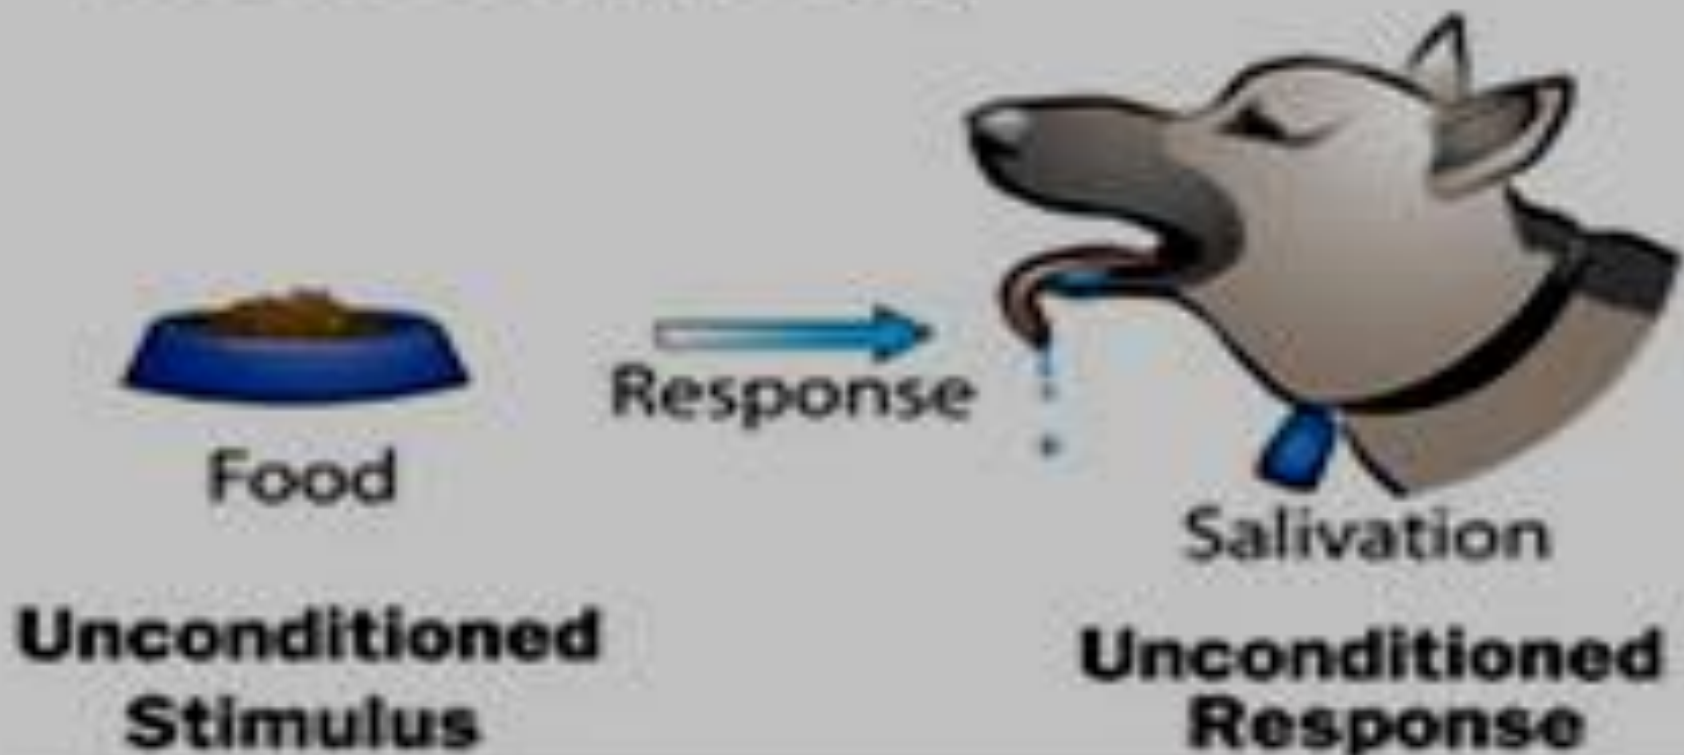 Response
Food
Salivation
Unconditioned
Stimulus
Unconditioned
Response